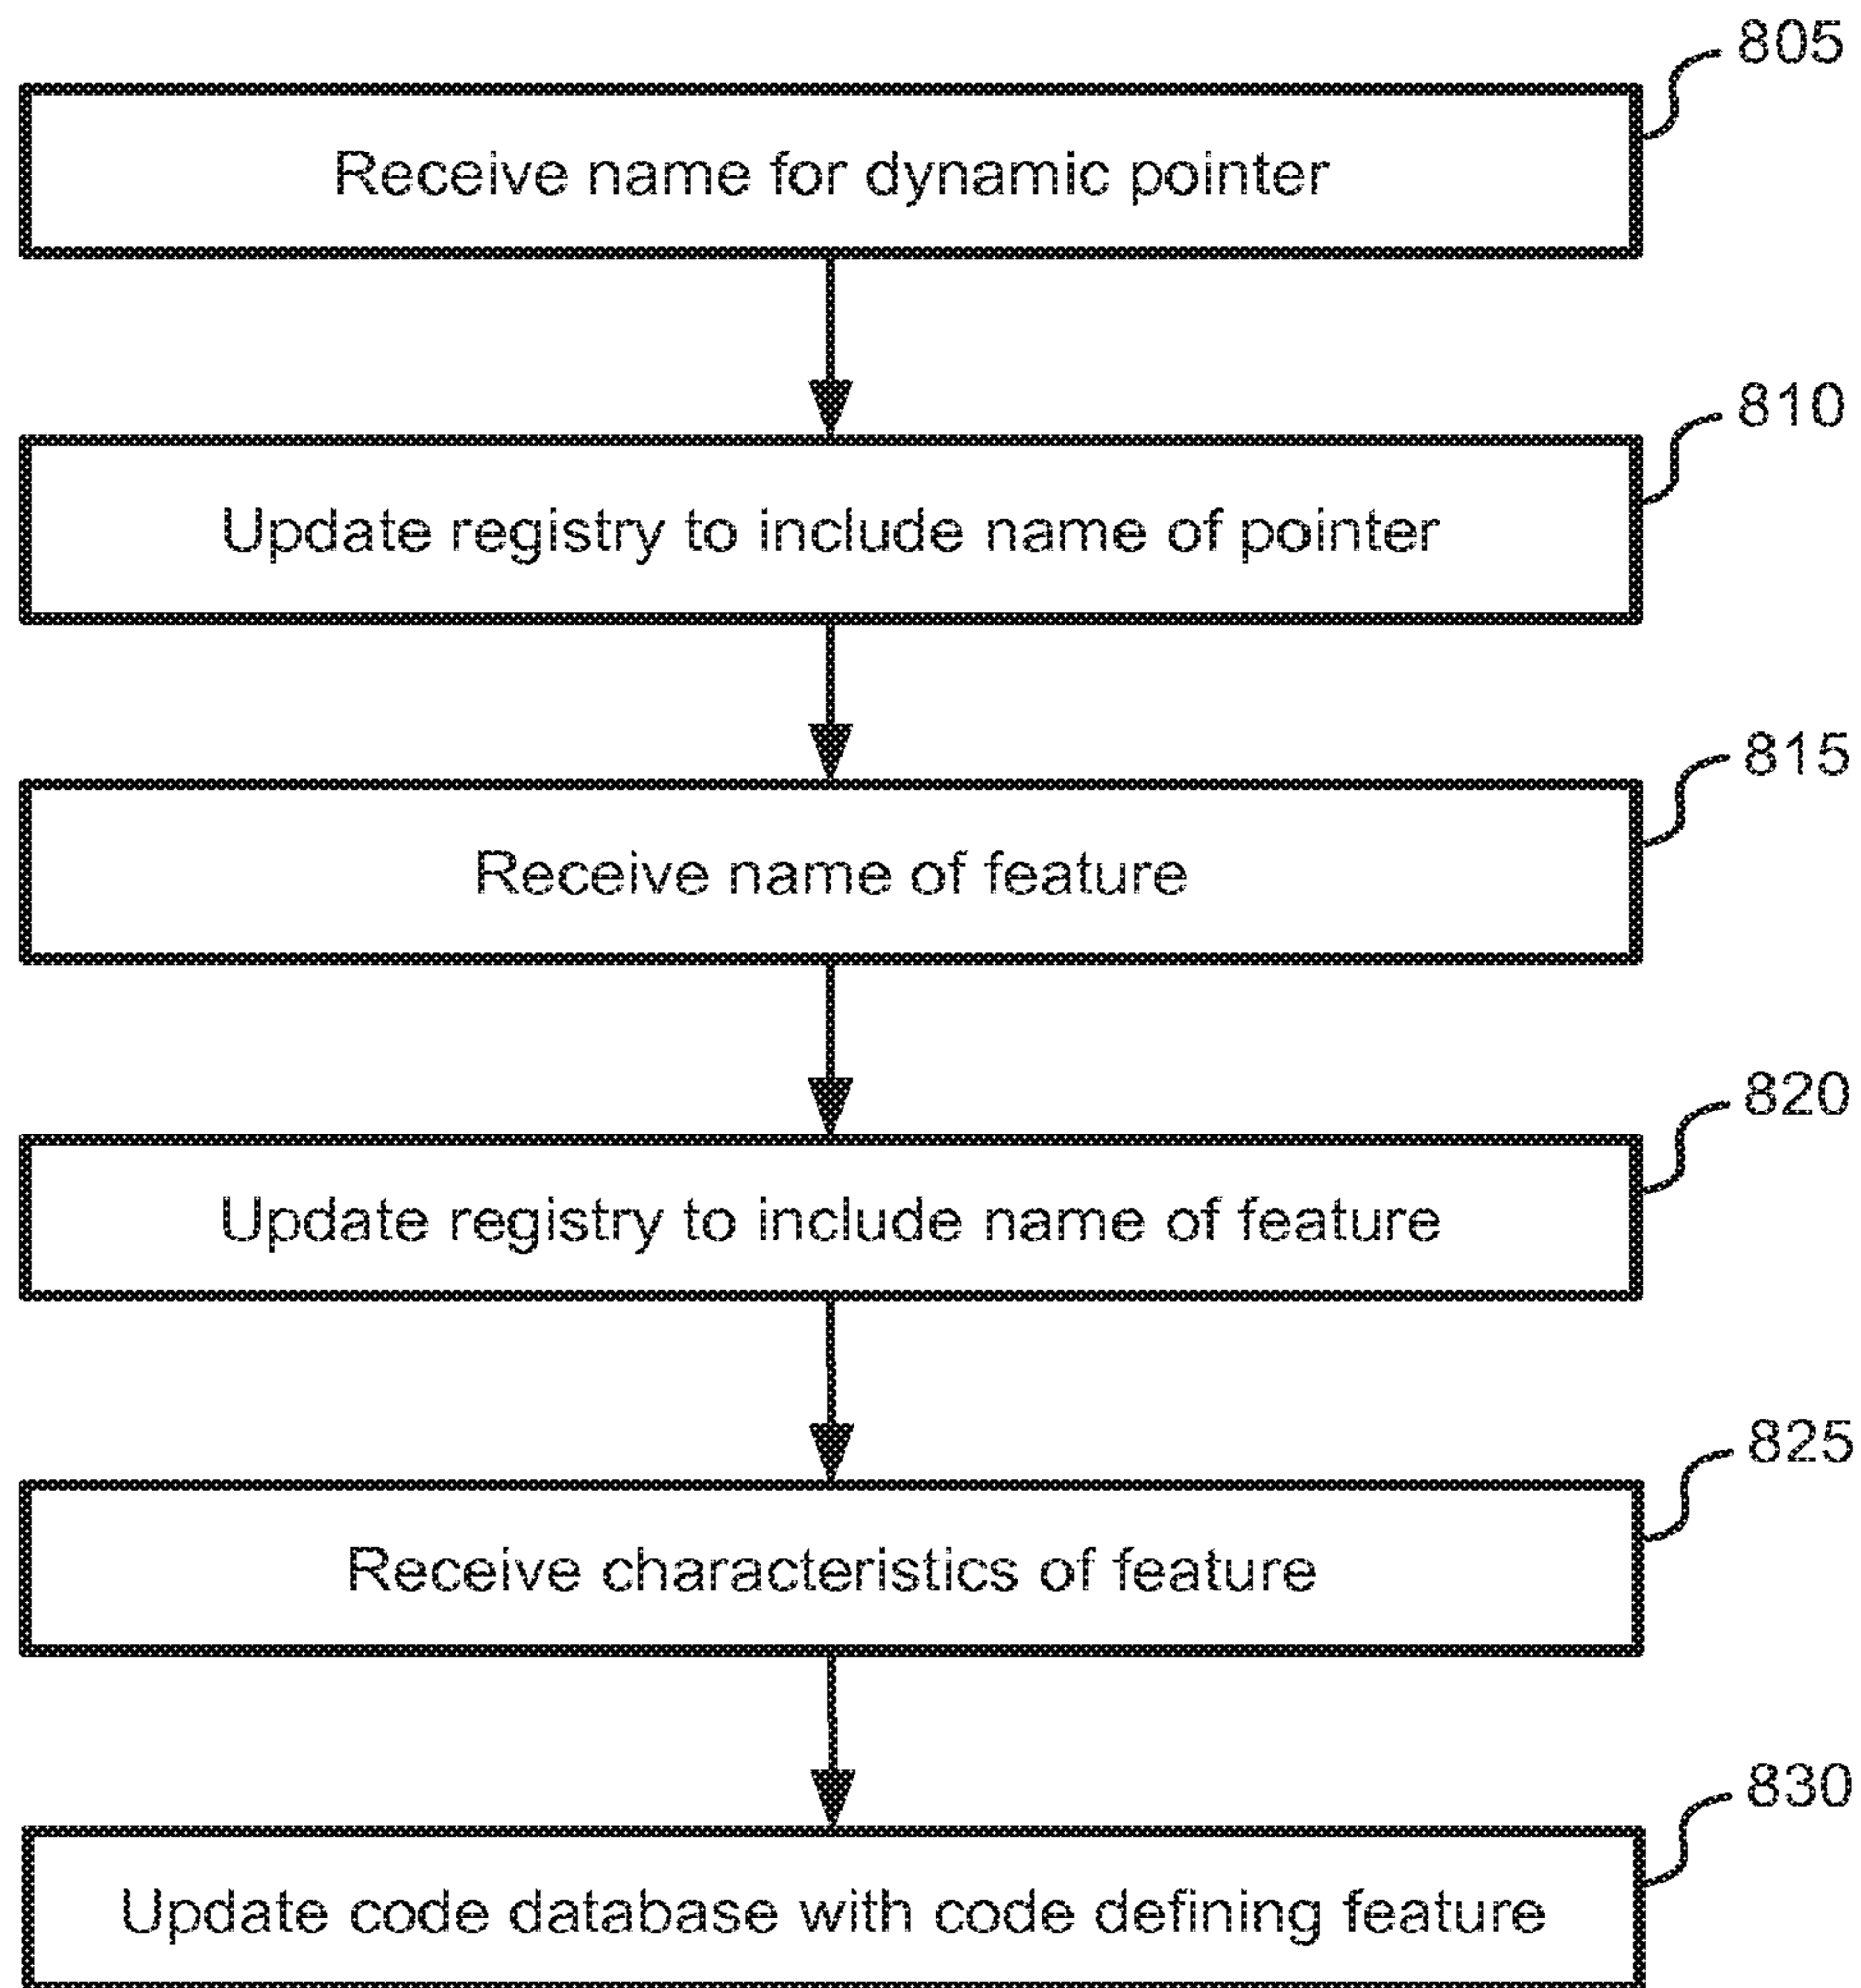 805
Receive name for dynamic pointer
810
Update registry to include name of pointer
815
Receive name of feature
820
Update registry to include name of feature
825
Receive characteristics of feature
830
Update code database with code defining feature